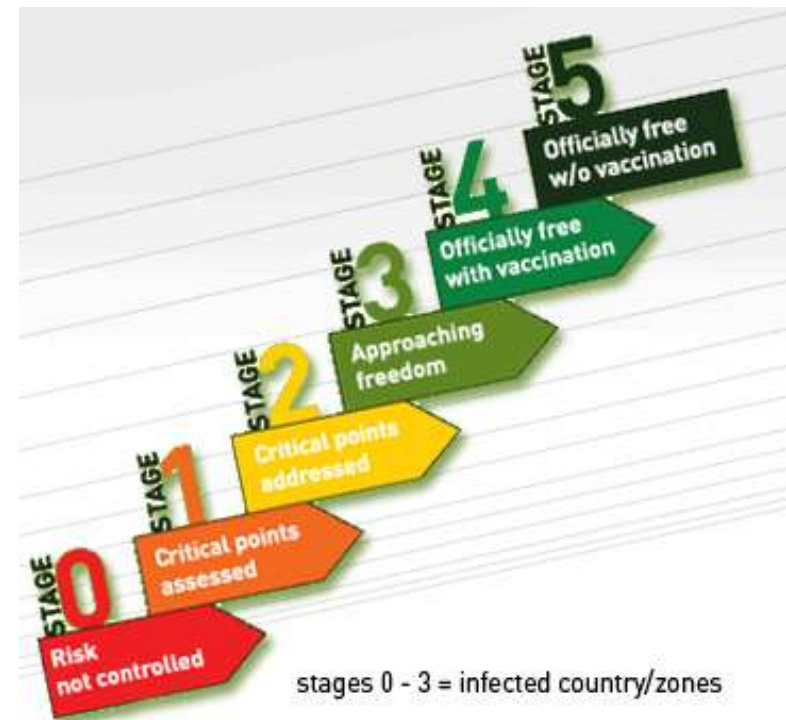 STAGE 5
Officially free
w/o vaccination
STAGE 4
Officially free
with vaccination
STAGE 3
Approaching
freedom
STAGE 2
Critical points
addressed
STAGE 1
Critical points
assessed
STAGE 0
Risk
not controlled
stages 0 - 3 = infected country/zones